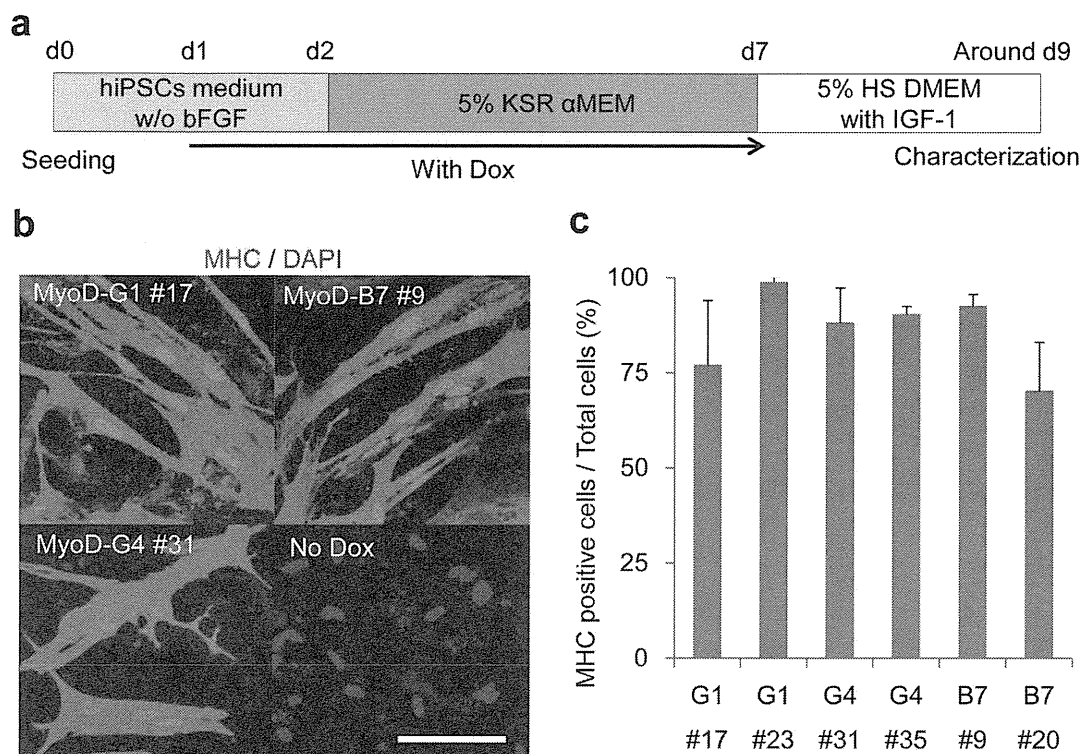 a
d0 d1 d2 d7 Around d9
hiPSCs medium
w/o bFGF
5% KSR αMEM
5% HS DMEM
with IGF-1
Seeding
With Dox
Characterization
b
MHC / DAPI
MyoD-G1 #17
MyoD-B7 #9
MyoD-G4 #31
No Dox
c
MHC positive cells / Total cells (%)
100
75
50
25
0
G1 G1 G4 G4 B7 B7
#17 #23 #31 #35 #9 #20